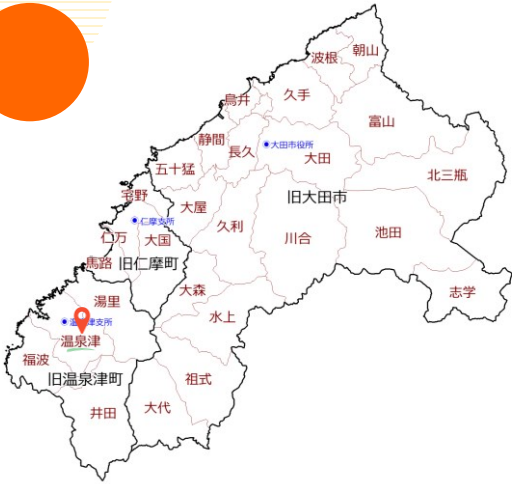 朝山
波根
久手
鳥井
富山
静間
長久
大田市役所
大田
五十猛
北三瓶
宅野
旧大田市
大屋
仁摩支所
久利
池田
仁万
大国
川合
馬路
旧仁摩町
大森
志学
湯里
水上
温泉津
福波
旧温泉津町
祖式
井田
大代